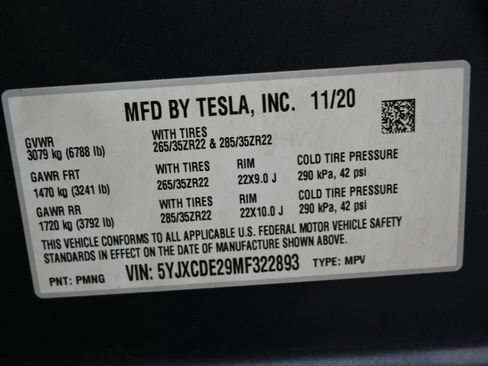 MFD BY TESLA, INC. 11/20
GVWR
3079 kg (6788 lb)
WITH TIRES
265/35ZR22 & 285/35ZR22
GAWR FRT
1470 kg (3241 lb)
WITH TIRES
265/35ZR22
RIM
22X9.0 J
COLD TIRE PRESSURE
290 kPa, 42 psi
GAWR RR
1720 kg (3792 lb)
WITH TIRES
285/35ZR22
RIM
22X10.0 J
COLD TIRE PRESSURE
290 kPa, 42 psi
THIS VEHICLE CONFORMS TO ALL APPLICABLE U.S. FEDERAL MOTOR VEHICLE SAFETY
STANDARDS IN EFFECT ON THE DATE OF MANUFACTURE SHOWN ABOVE.
PNT: PMNG VIN: 5YJXCDE29MF322893 TYPE: MPV